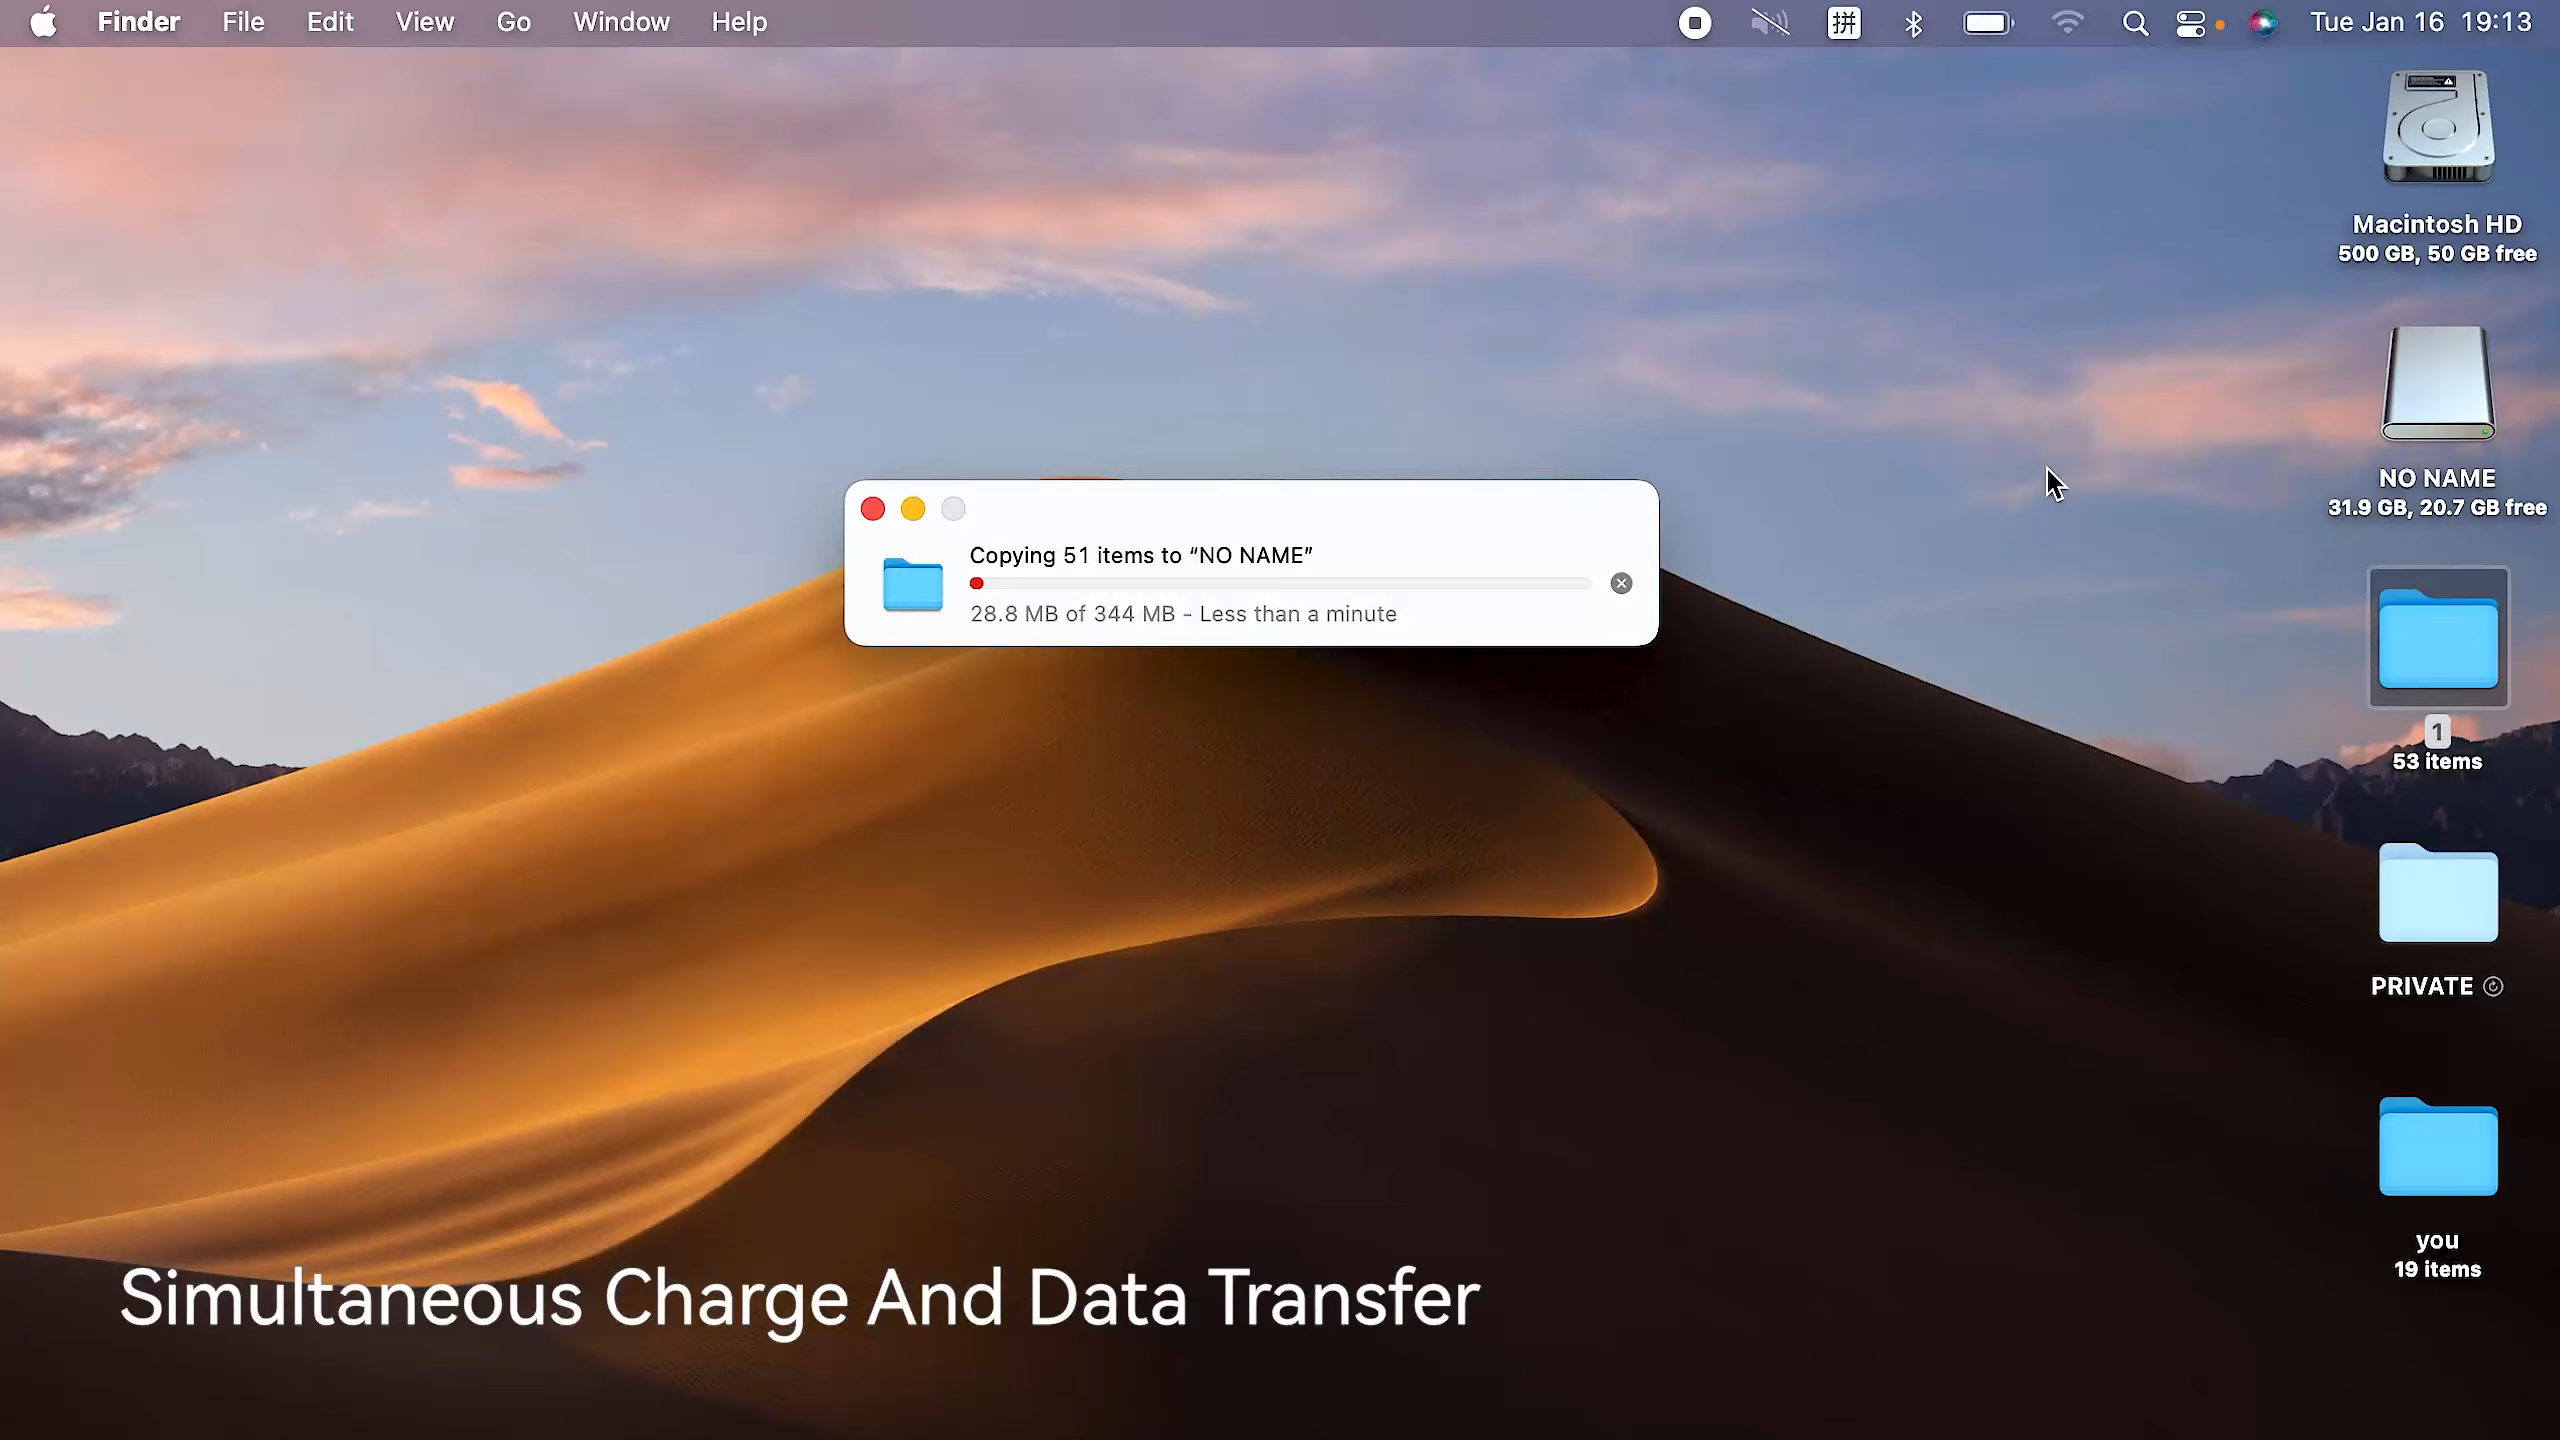 Finder File Edit View Go Window Help 拼 Tue Jan 16 19:13
Macintosh HD
500 GB, 50 GB free
NO NAME
31.9 GB, 20.7 GB free
Copying 51 items to “NO NAME”
28.8 MB of 344 MB - Less than a minute
1
53 items
PRIVATE
you
19 items
Simultaneous Charge And Data Transfer